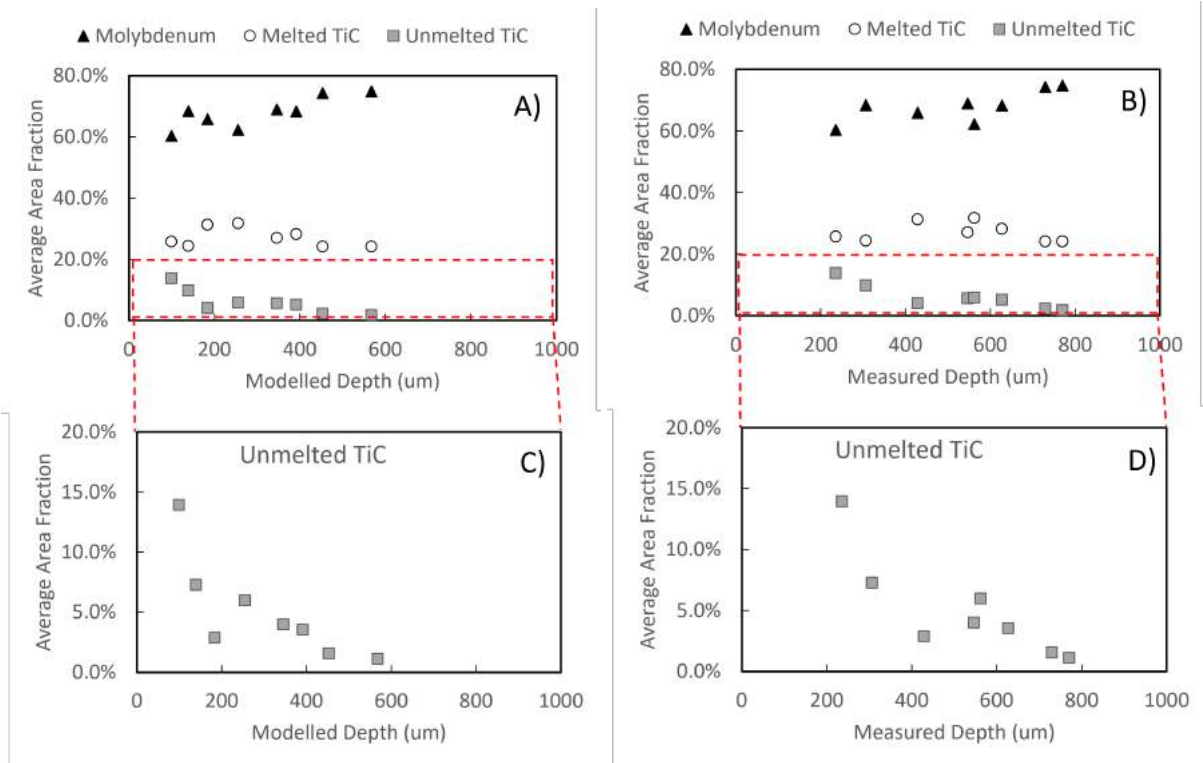 ▲ Molybdenum ○ Melted TiC ■ Unmelted TiC
80.0%
60.0%
40.0%
20.0%
0.0%
Average Area Fraction
A)
0 200 400 600 800 1000
Modelled Depth (um)
▲ Molybdenum ○ Melted TiC ■ Unmelted TiC
80.0%
60.0%
40.0%
20.0%
0.0%
Average Area Fraction
B)
0 200 400 600 800 1000
Measured Depth (um)
20.0%
15.0%
10.0%
5.0%
0.0%
Average Area Fraction
Unmelted TiC
C)
0 200 400 600 800 1000
Modelled Depth (um)
20.0%
15.0%
10.0%
5.0%
0.0%
Average Area Fraction
Unmelted TiC
D)
0 200 400 600 800 1000
Measured Depth (um)